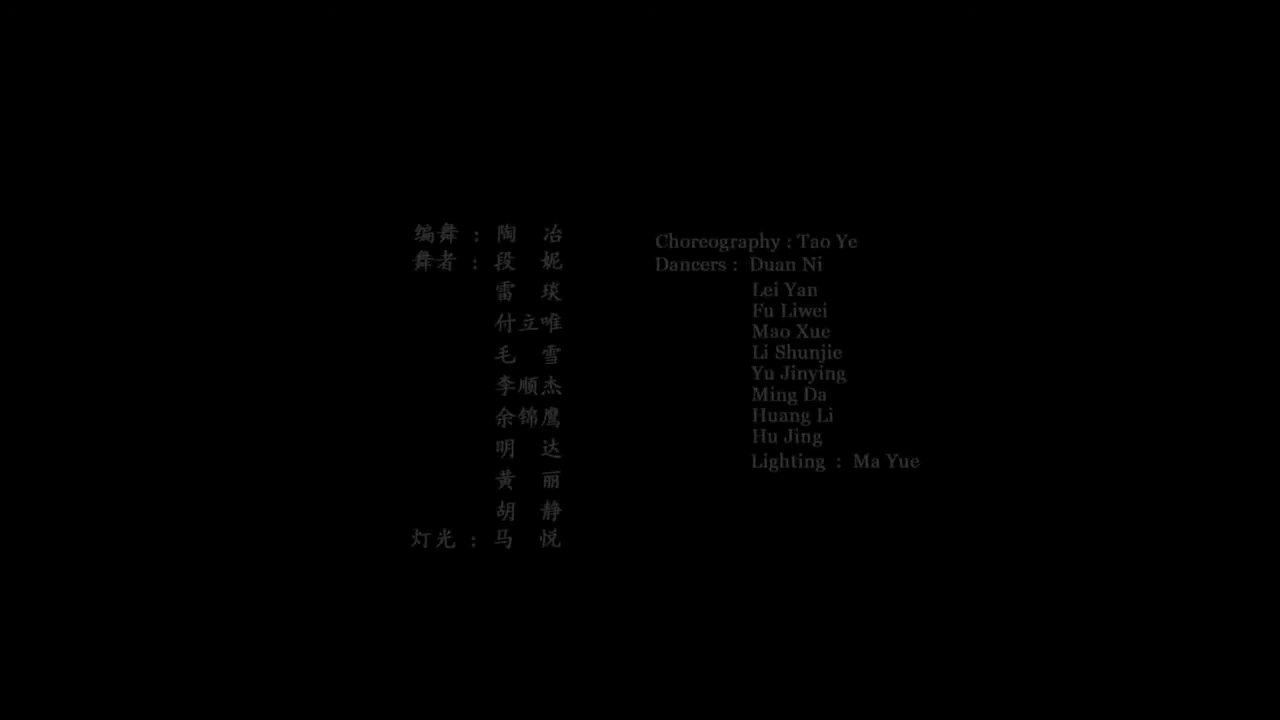 编舞：陶 冶
舞者：段 妮
雷 琰
付立唯
毛 雪
李顺杰
余锦鹰
明 达
黄 丽
胡 静
灯光：马 悦
Choreography : Tao Ye
Dancers : Duan Ni
Lei Yan
Fu Liwei
Mao Xue
Li Shunjie
Yu Jinying
Ming Da
Huang Li
Hu Jing
Lighting : Ma Yue